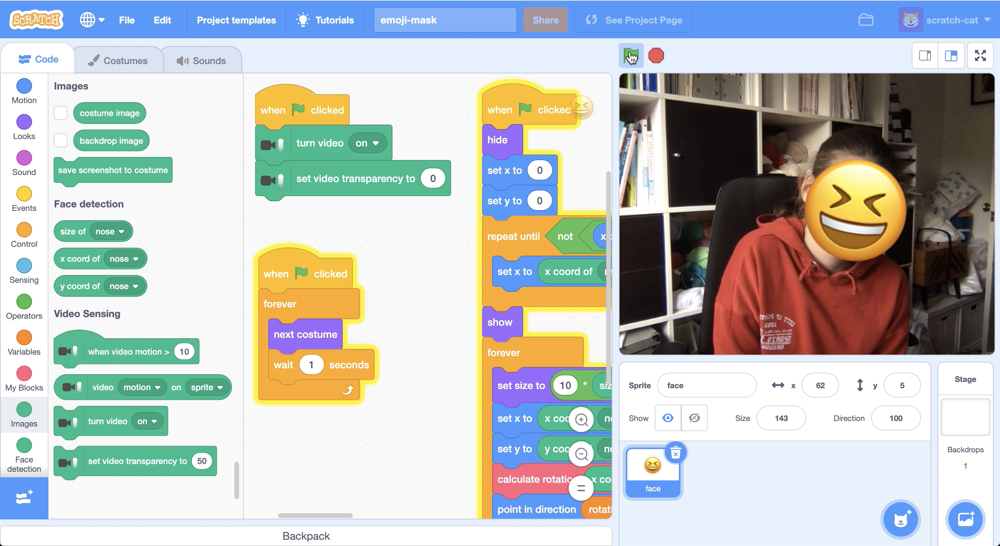 SCRATCH
File
Edit
Project templates
Tutorials
emoji-mask
Share
See Project Page
scratch-cat
Code
Costumes
Sounds
Motion
Looks
Sound
Events
Control
Sensing
Operators
Variables
My Blocks
Images
Face
detection
Images
costume image
backdrop image
save screenshot to costume
Face detection
size of nose
x coord of nose
y coord of nose
Video Sensing
when video motion > 10
video motion on sprite
turn video on
set video transparency to 50
when clicked
turn video on
set video transparency to 0
when clicked
forever
next costume
wait 1 seconds
when clicked
hide
set x to 0
set y to 0
repeat until not x
set x to x coord of
show
forever
set size to 10 * siz
set x to x coo
set y to y coo
calculate rotatio x co
point in direction rotati
Backpack
Sprite face x 62 y 5
Show Size 143 Direction 100
face
Stage
Backdrops
1